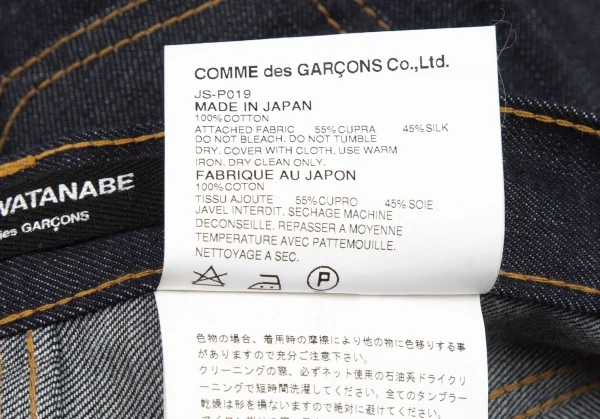 COMME des GARÇONS Co.,Ltd.
JS-P019
MADE IN JAPAN
100%COTTON
ATTACHED FABRIC 55%CUPRA 45%SILK
DO NOT BLEACH. DO NOT TUMBLE
DRY. COVER WITH CLOTH, USE WARM
IRON. DRY CLEAN ONLY.
FABRIQUE AU JAPON
100%COTON
TISSU AJOUTE 55%CUPRO 45%SOIE
JAVEL INTERDIT. SECHAGE MACHINE
DECONSEILLE. REPASSER A MOYENNE
TEMPERATURE AVEC PATTEMOUILLE.
NETTOYAGE A SEC.
P
WATANABE
des GARÇONS
色物の場合、着用時の摩擦により他の物に色移りする事
がありますので充分ご注意下さい。
クリーニングの際、必ずネット使用の石油系ドライクリ
ーニングで短時間洗濯してください。全てのタンブラー
乾燥は形を損ないますので絶対に避けてください。